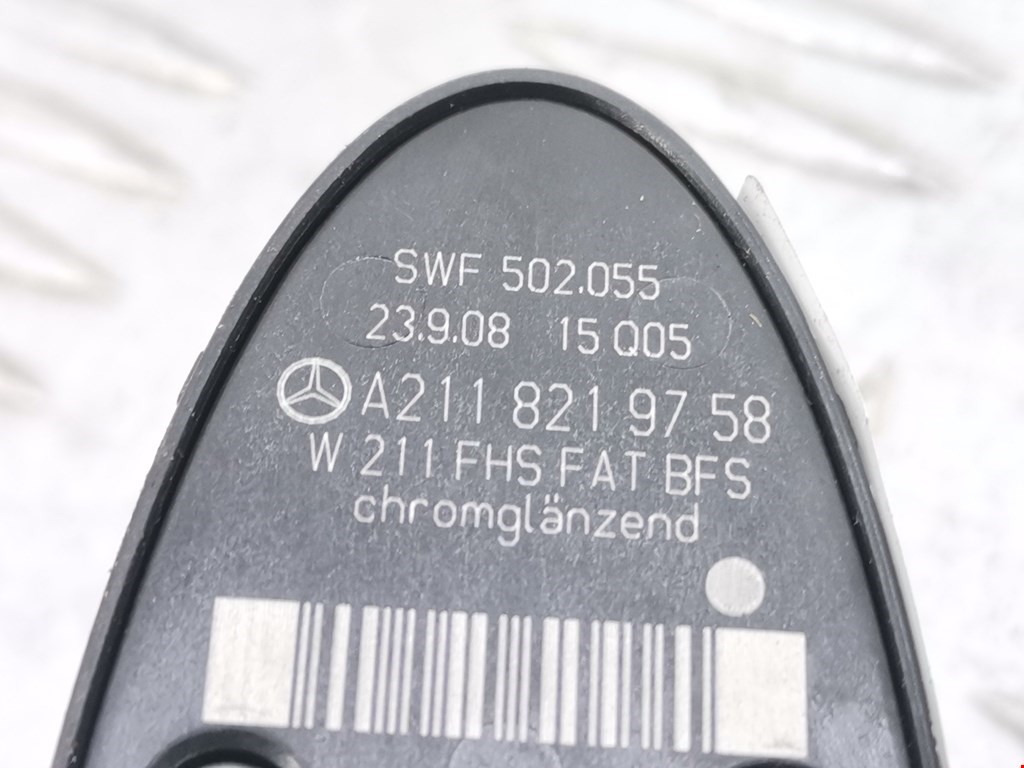 SWF 502.055
23.9.08 15 Q05
A211 821 97 58
W 211 FHS FAT BFS
chromglänzend